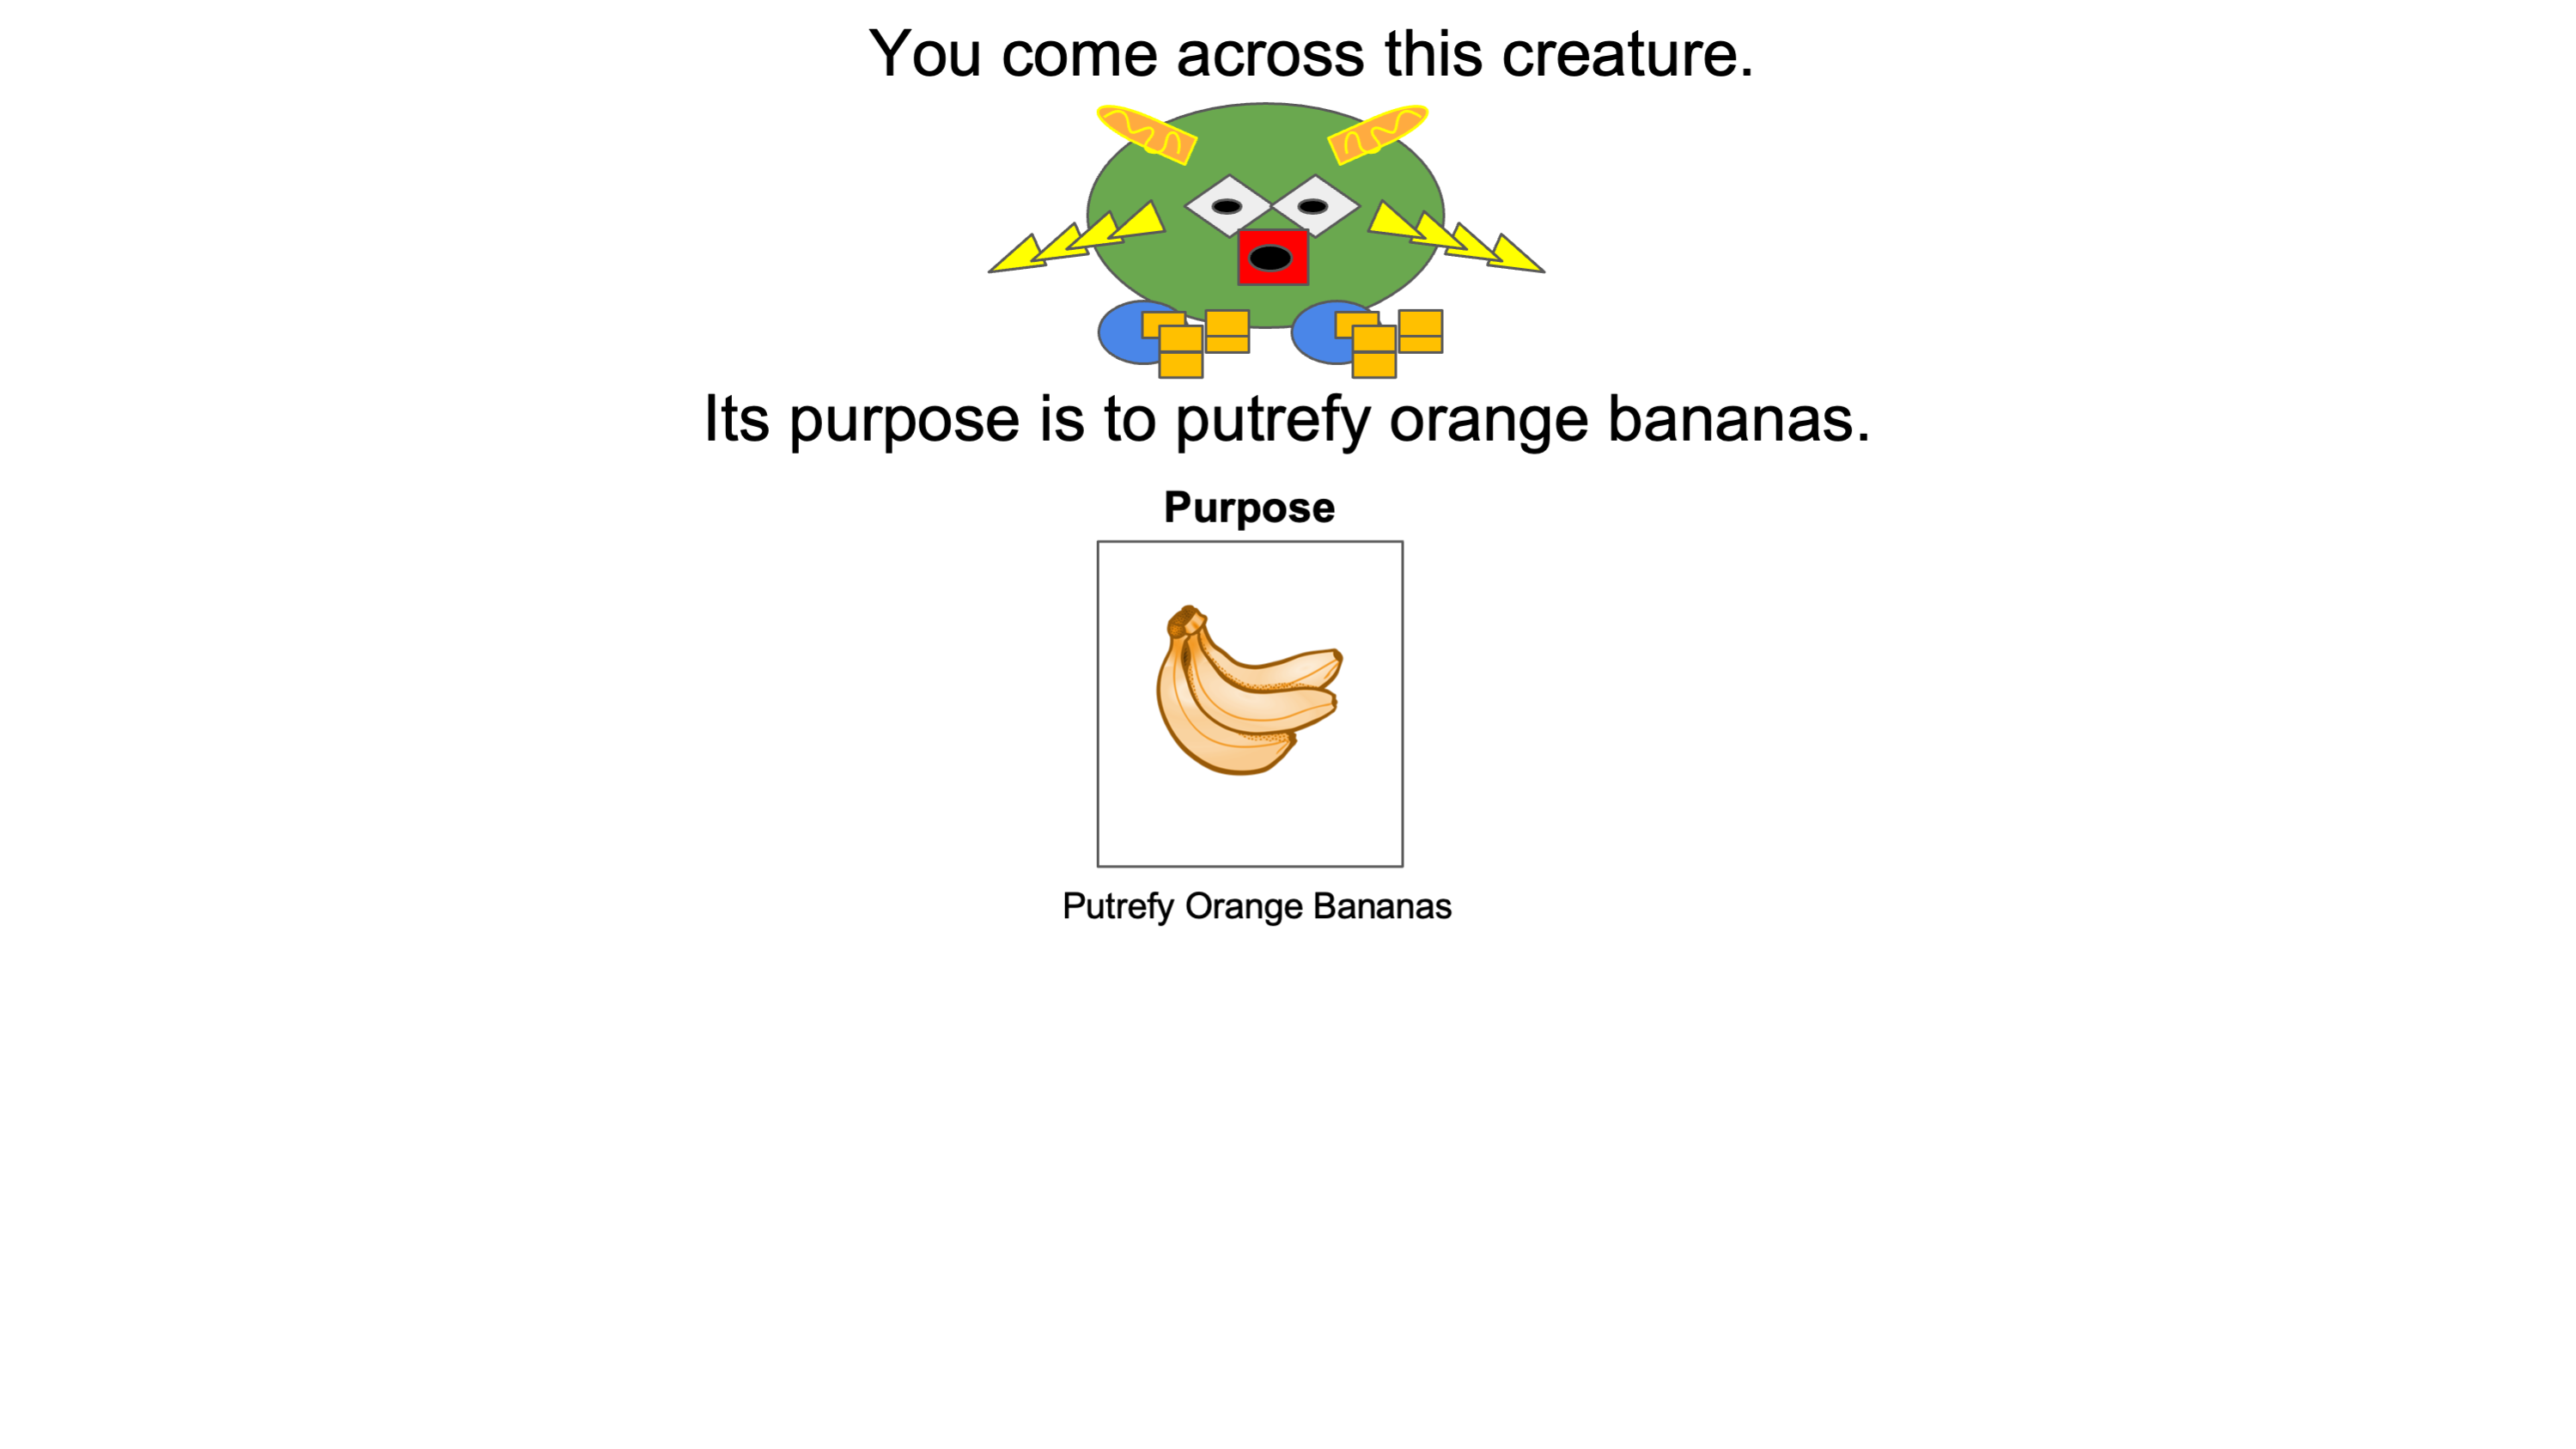 You come across this creature.
Its purpose is to putrefy orange bananas.
Purpose
Putrefy Orange Bananas